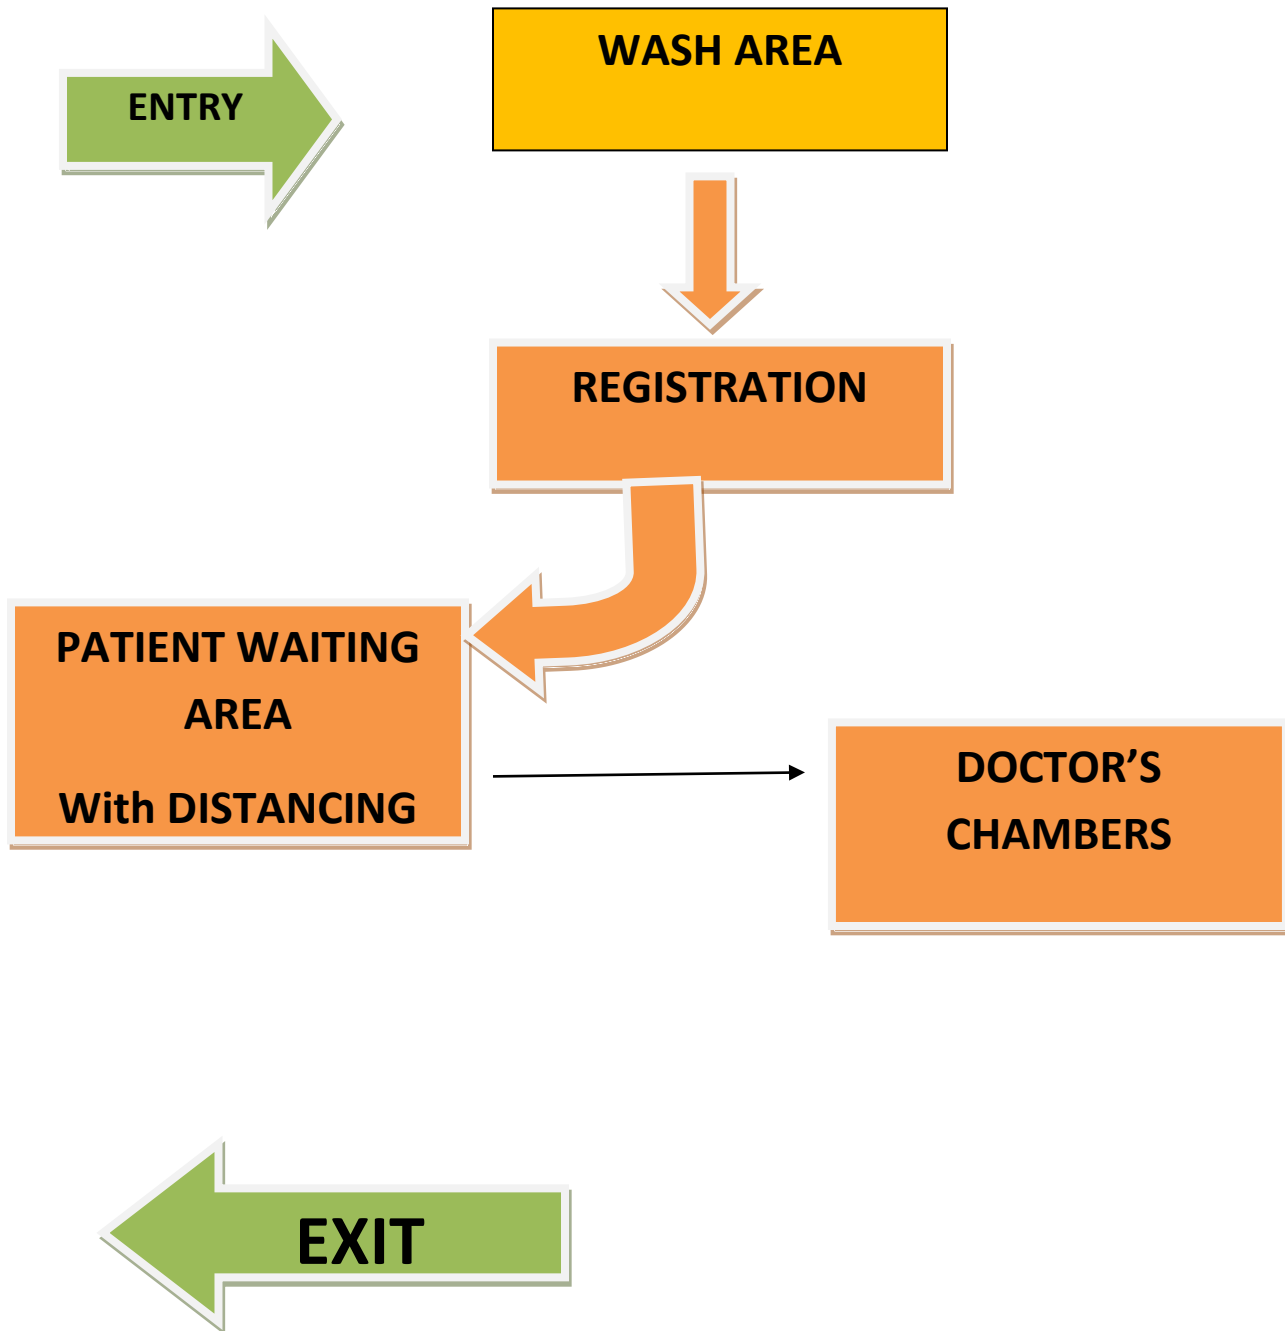 ENTRY
WASH AREA
REGISTRATION
PATIENT WAITING
AREA
With DISTANCING
DOCTOR’S
CHAMBERS
EXIT